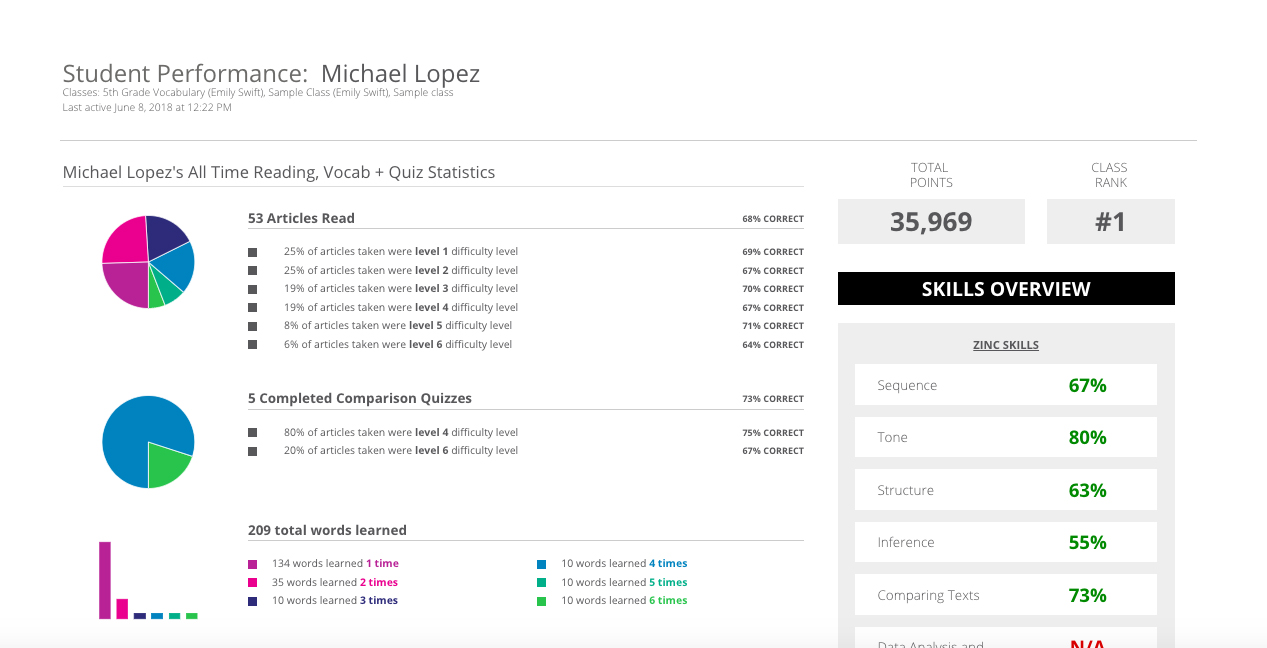 Student Performance: Michael Lopez
Classes: 5th Grade Vocabulary (Emily Swift), Sample Class (Emily Swift), Sample class
Last active June 8, 2018 at 12:22 PM
Michael Lopez's All Time Reading, Vocab + Quiz Statistics
53 Articles Read 68% CORRECT
25% of articles taken were level 1 difficulty level 69% CORRECT
25% of articles taken were level 2 difficulty level 67% CORRECT
19% of articles taken were level 3 difficulty level 70% CORRECT
19% of articles taken were level 4 difficulty level 67% CORRECT
8% of articles taken were level 5 difficulty level 71% CORRECT
6% of articles taken were level 6 difficulty level 64% CORRECT
5 Completed Comparison Quizzes 73% CORRECT
80% of articles taken were level 4 difficulty level 75% CORRECT
20% of articles taken were level 6 difficulty level 67% CORRECT
209 total words learned
134 words learned 1 time
35 words learned 2 times
10 words learned 3 times
10 words learned 4 times
10 words learned 5 times
10 words learned 6 times
TOTAL
POINTS
35,969
CLASS
RANK
#1
SKILLS OVERVIEW
ZINC SKILLS
Sequence 67%
Tone 80%
Structure 63%
Inference 55%
Comparing Texts 73%
Data Analysis and N/A